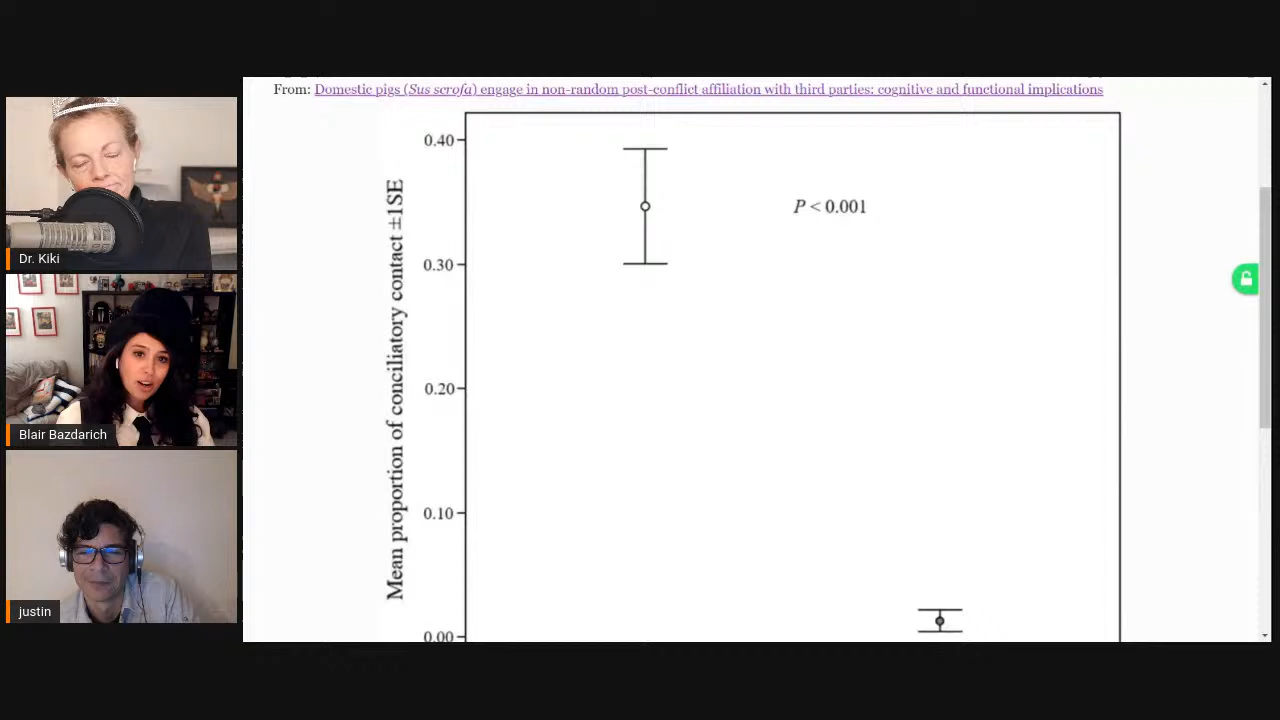 From: Domestic pigs (Sus scrofa) engage in non-random post-conflict affiliation with third parties: cognitive and functional implications
Mean proportion of conciliatory contact ±1SE
0.40
P < 0.001
0.30
0.20
0.10
0.00
Dr. Kiki
Blair Bazdarich
justin